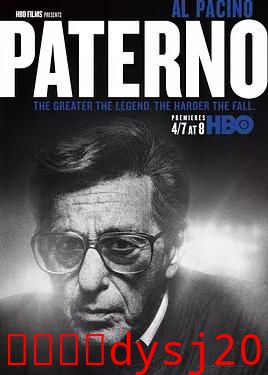 HBO FILMS PRESENTS
AL PACINO
PATERNO
THE GREATER THE LEGEND, THE HARDER THE FALL.
PREMIERES
4/7 AT 8 HBO
□□□□dysj20